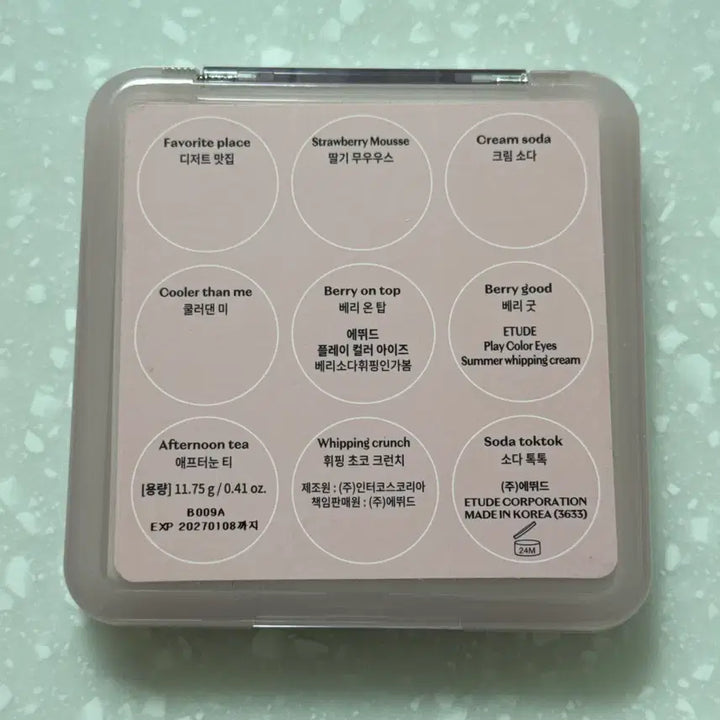 Favorite place
디저트 맛집
Strawberry Mousse
딸기 무우우스
Cream soda
크림 소다
Cooler than me
쿨러댄 미
Berry on top
베리 온 탑
에뛰드
플레이 컬러 아이즈
베리소다휘핑인가봄
Berry good
베리 굿
ETUDE
Play Color Eyes
Summer whipping cream
Afternoon tea
애프터눈 티
[용량] 11.75 g / 0.41 oz.
B009A
EXP 20270108까지
Whipping crunch
휘핑 초코 크런치
제조원 : (주)인터코스코리아
책임판매원 : (주)에뛰드
Soda toktok
소다 톡톡
(주)에뛰드
ETUDE CORPORATION
MADE IN KOREA (3633)
24M